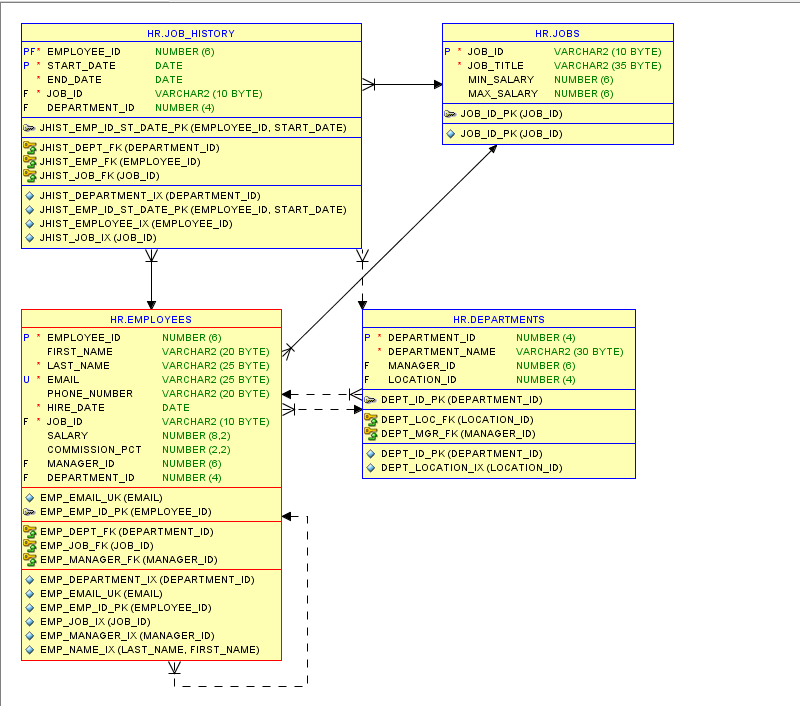 HR.JOB_HISTORY
PF* EMPLOYEE_ID NUMBER (6)
P * START_DATE DATE
* END_DATE DATE
F * JOB_ID VARCHAR2 (10 BYTE)
F DEPARTMENT_ID NUMBER (4)
JHIST_EMP_ID_ST_DATE_PK (EMPLOYEE_ID, START_DATE)
JHIST_DEPT_FK (DEPARTMENT_ID)
JHIST_EMP_FK (EMPLOYEE_ID)
JHIST_JOB_FK (JOB_ID)
JHIST_DEPARTMENT_IX (DEPARTMENT_ID)
JHIST_EMP_ID_ST_DATE_PK (EMPLOYEE_ID, START_DATE)
JHIST_EMPLOYEE_IX (EMPLOYEE_ID)
JHIST_JOB_IX (JOB_ID)
HR.JOBS
P * JOB_ID VARCHAR2 (10 BYTE)
* JOB_TITLE VARCHAR2 (35 BYTE)
MIN_SALARY NUMBER (6)
MAX_SALARY NUMBER (6)
JOB_ID_PK (JOB_ID)
JOB_ID_PK (JOB_ID)
HR.EMPLOYEES
P * EMPLOYEE_ID NUMBER (6)
FIRST_NAME VARCHAR2 (20 BYTE)
* LAST_NAME VARCHAR2 (25 BYTE)
U * EMAIL VARCHAR2 (25 BYTE)
PHONE_NUMBER VARCHAR2 (20 BYTE)
* HIRE_DATE DATE
F * JOB_ID VARCHAR2 (10 BYTE)
SALARY NUMBER (8,2)
COMMISSION_PCT NUMBER (2,2)
F MANAGER_ID NUMBER (6)
F DEPARTMENT_ID NUMBER (4)
EMP_EMAIL_UK (EMAIL)
EMP_EMP_ID_PK (EMPLOYEE_ID)
EMP_DEPT_FK (DEPARTMENT_ID)
EMP_JOB_FK (JOB_ID)
EMP_MANAGER_FK (MANAGER_ID)
EMP_DEPARTMENT_IX (DEPARTMENT_ID)
EMP_EMAIL_UK (EMAIL)
EMP_EMP_ID_PK (EMPLOYEE_ID)
EMP_JOB_IX (JOB_ID)
EMP_MANAGER_IX (MANAGER_ID)
EMP_NAME_IX (LAST_NAME, FIRST_NAME)
HR.DEPARTMENTS
P * DEPARTMENT_ID NUMBER (4)
* DEPARTMENT_NAME VARCHAR2 (30 BYTE)
F MANAGER_ID NUMBER (6)
F LOCATION_ID NUMBER (4)
DEPT_ID_PK (DEPARTMENT_ID)
DEPT_LOC_FK (LOCATION_ID)
DEPT_MGR_FK (MANAGER_ID)
DEPT_ID_PK (DEPARTMENT_ID)
DEPT_LOCATION_IX (LOCATION_ID)